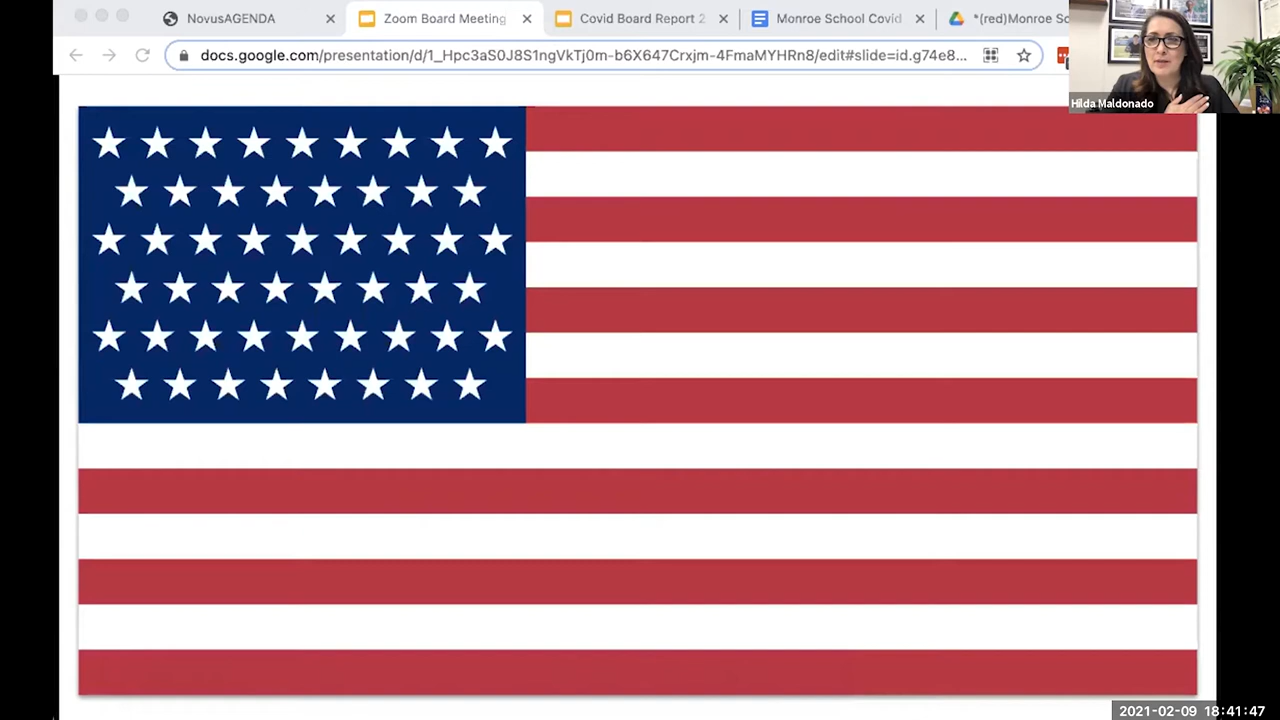 NovusAGENDA
Zoom Board Meeting
Covid Board Report 2
Monroe School Covid
*(red)Monroe Sc
docs.google.com/presentation/d/1_Hpc3aS0J8S1ngVkTj0m-b6X647Crxjm-4FmaMYHRn8/edit#slide=id.g74e8...
Hilda Maldonado
2021-02-09 18:41:47